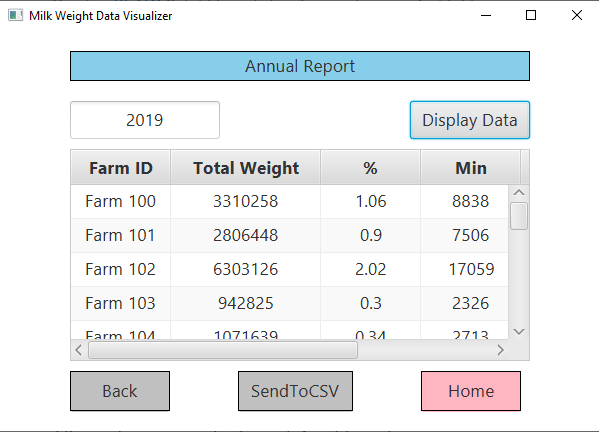 Milk Weight Data Visualizer
Annual Report
2019 Display Data
Farm ID Total Weight % Min
Farm 100 3310258 1.06 8838
Farm 101 2806448 0.9 7506
Farm 102 6303126 2.02 17059
Farm 103 942825 0.3 2326
Farm 104 1071639 0.34 2713
Back SendToCSV Home